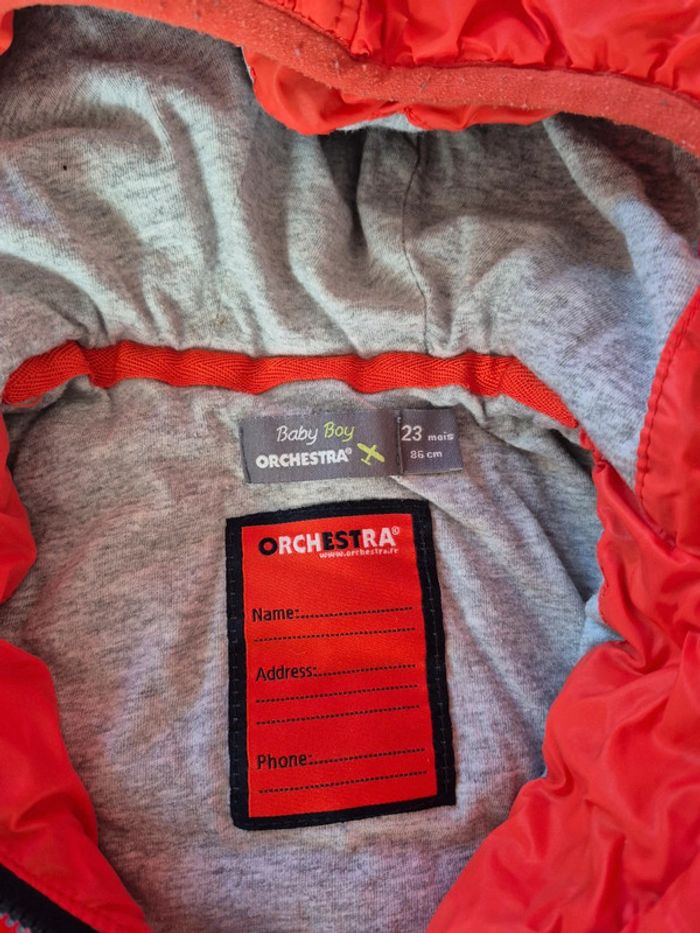 Baby Boy
ORCHESTRA®
23 mois
86 cm
ORCHESTRA®
www.orchestra.fr
Name:
Address:
Phone: